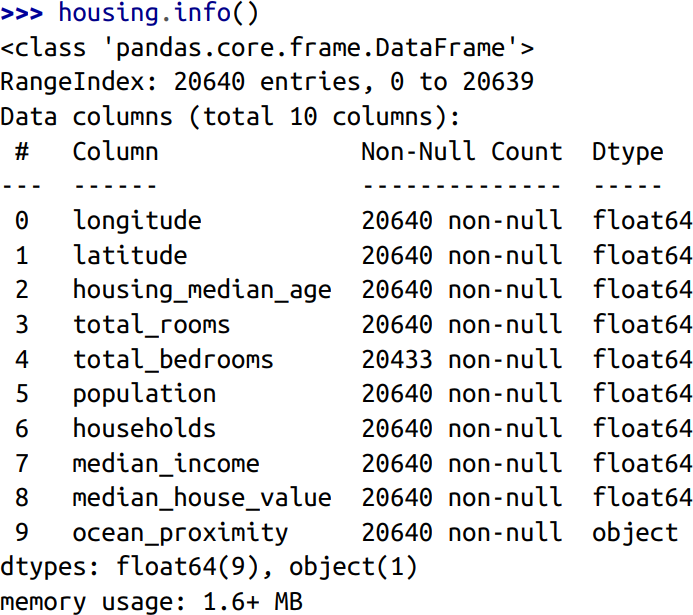 >>> housing.info()
<class 'pandas.core.frame.DataFrame'>
RangeIndex: 20640 entries, 0 to 20639
Data columns (total 10 columns):
 #   Column              Non-Null Count  Dtype
---  ------              --------------  -----
 0   longitude           20640 non-null  float64
 1   latitude            20640 non-null  float64
 2   housing_median_age  20640 non-null  float64
 3   total_rooms         20640 non-null  float64
 4   total_bedrooms      20433 non-null  float64
 5   population          20640 non-null  float64
 6   households          20640 non-null  float64
 7   median_income       20640 non-null  float64
 8   median_house_value  20640 non-null  float64
 9   ocean_proximity     20640 non-null  object
dtypes: float64(9), object(1)
memory usage: 1.6+ MB